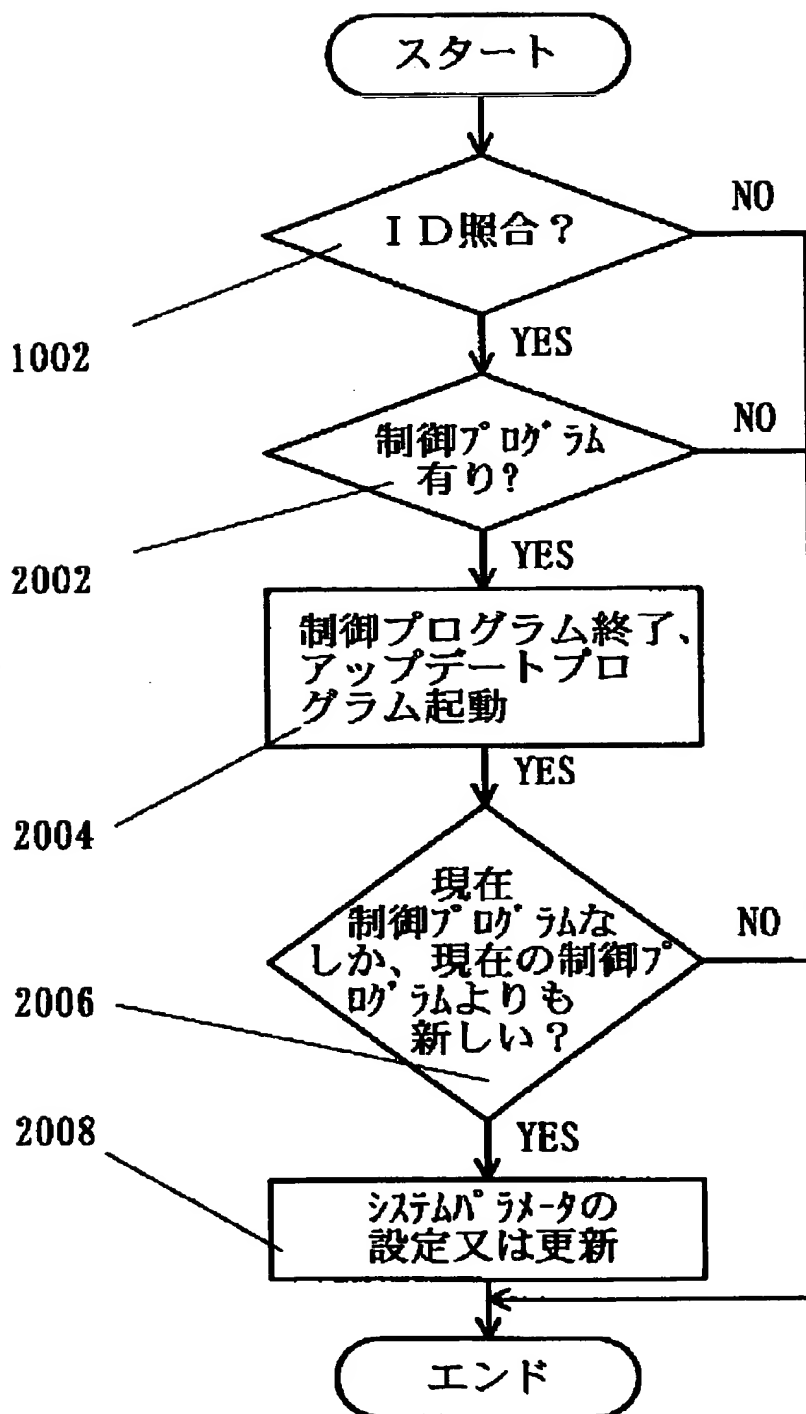 スタート
ID照合?
NO
1002
YES
制御プログラム
有り?
NO
2002
YES
制御プログラム終了、
アップデートプロ
グラム起動
2004
YES
現在
制御プログラムな
しか、現在の制御プ
ログラムよりも
新しい?
NO
2006
YES
2008
システムパラメータの
設定又は更新
エンド